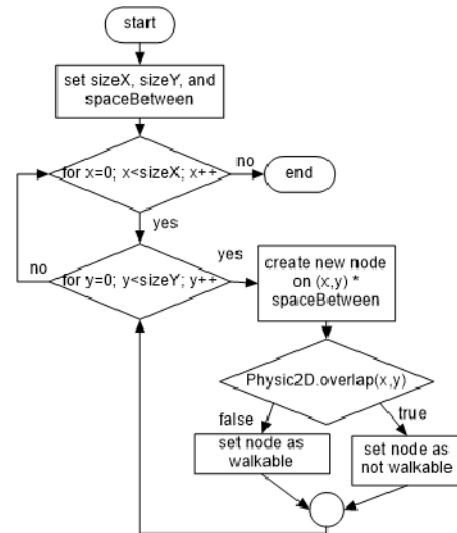 start
set sizeX, sizeY, and
spaceBetween
for x=0; x<sizeX; x++
no
end
yes
for y=0; y<sizeY; y++
no
yes
create new node
on (x,y) *
spaceBetween
Physic2D.overlap(x,y)
false
true
set node as
walkable
set node as
not walkable